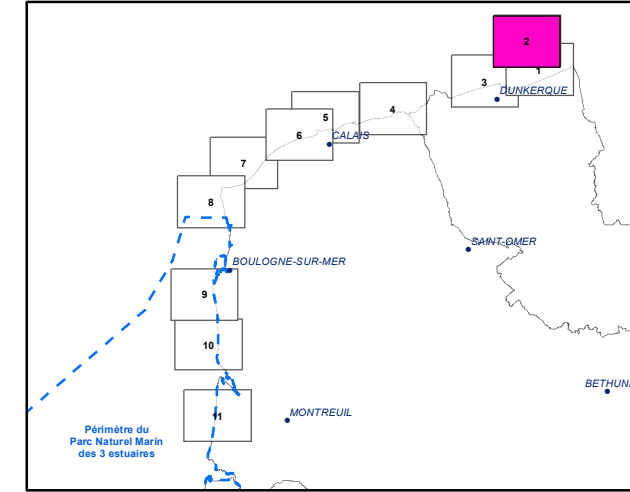 2
1
3
DUNKERQUE
4
5
6
CALAIS
7
8
SAINT-OMER
BOULOGNE-SUR-MER
9
10
BETHUN
11
MONTREUIL
Périmètre du
Parc Naturel Marin
des 3 estuaires